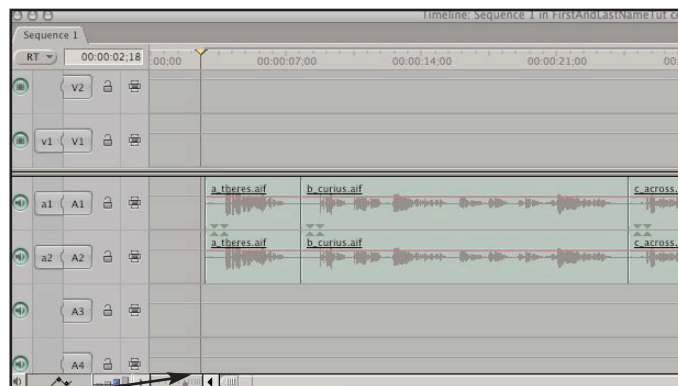 Timeline: Sequence 1 in FirstAndLastNameTut
Sequence 1
RT 00:00:02;18 :00;00 00:00:07;00 00:00:14;00 00:00:21;00 00:
V2
v1 V1
a_theres.aif b_curius.aif c_across.
a1 A1
a_theres.aif b_curius.aif c_across.
a2 A2
A3
A4